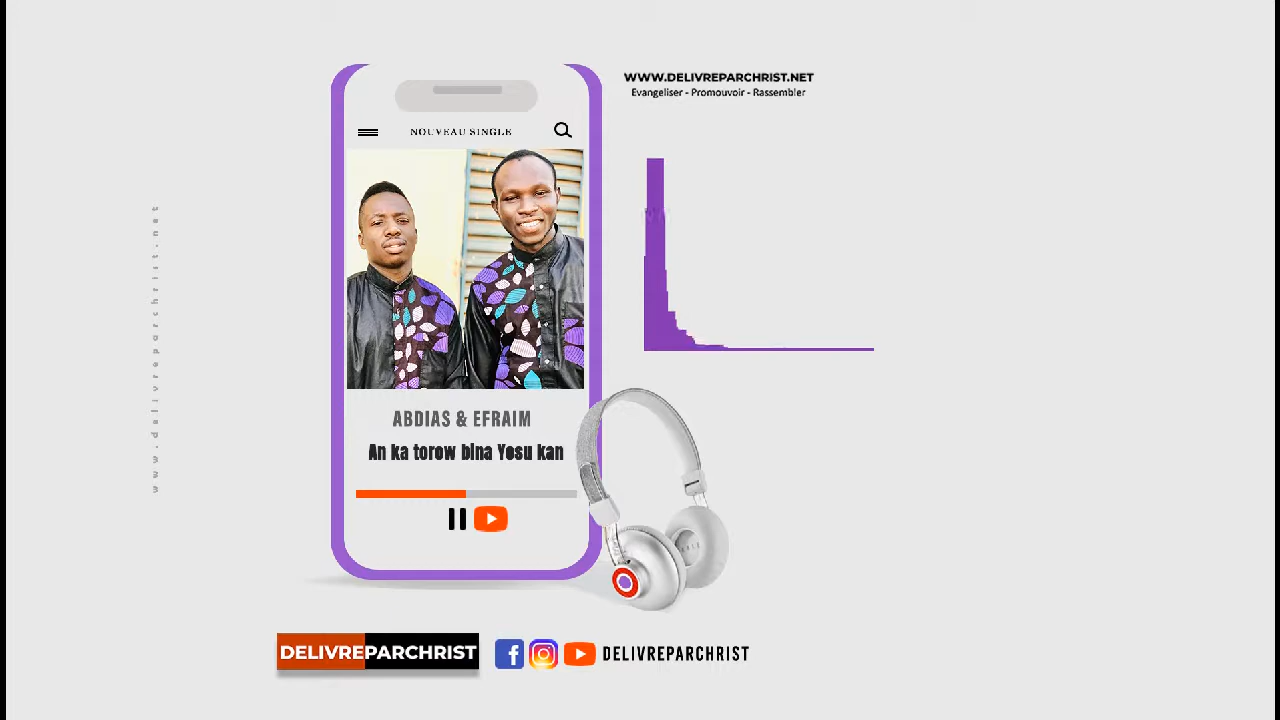 WWW.DELIVREPARCHRIST.NET
Evangeliser - Promouvoir - Rassembler
NOUVEAU SINGLE
ABDIAS & EFRAIM
An ka torow bina Yesu kan
www.delivreparchrist.net
DELIVREPARCHRIST
DELIVREPARCHRIST